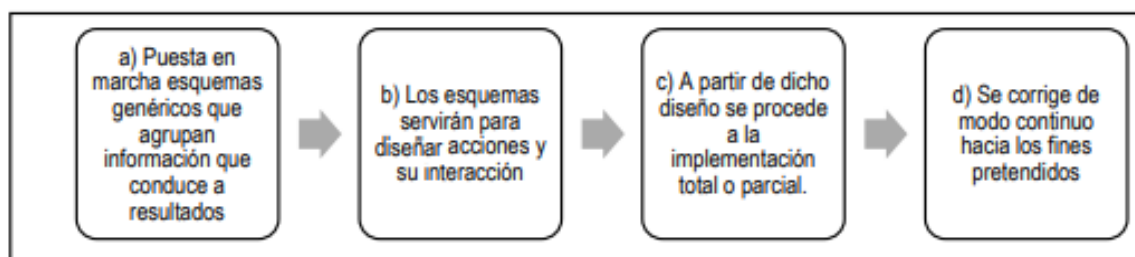 a) Puesta en
marcha esquemas
genéricos que
agrupan
información que
conduce a
resultados
b) Los esquemas
servirán para
diseñar acciones y
su interacción
c) A partir de dicho
diseño se procede
a la
implementación
total o parcial.
d) Se corrige de
modo continuo
hacia los fines
pretendidos